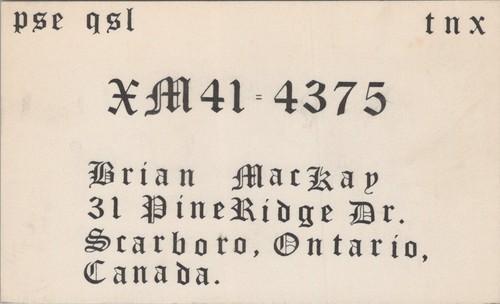 pse qsl tnx
XM41=4375
Brian MacKay
31 PineRidge Dr.
Scarboro, Ontario,
Canada.